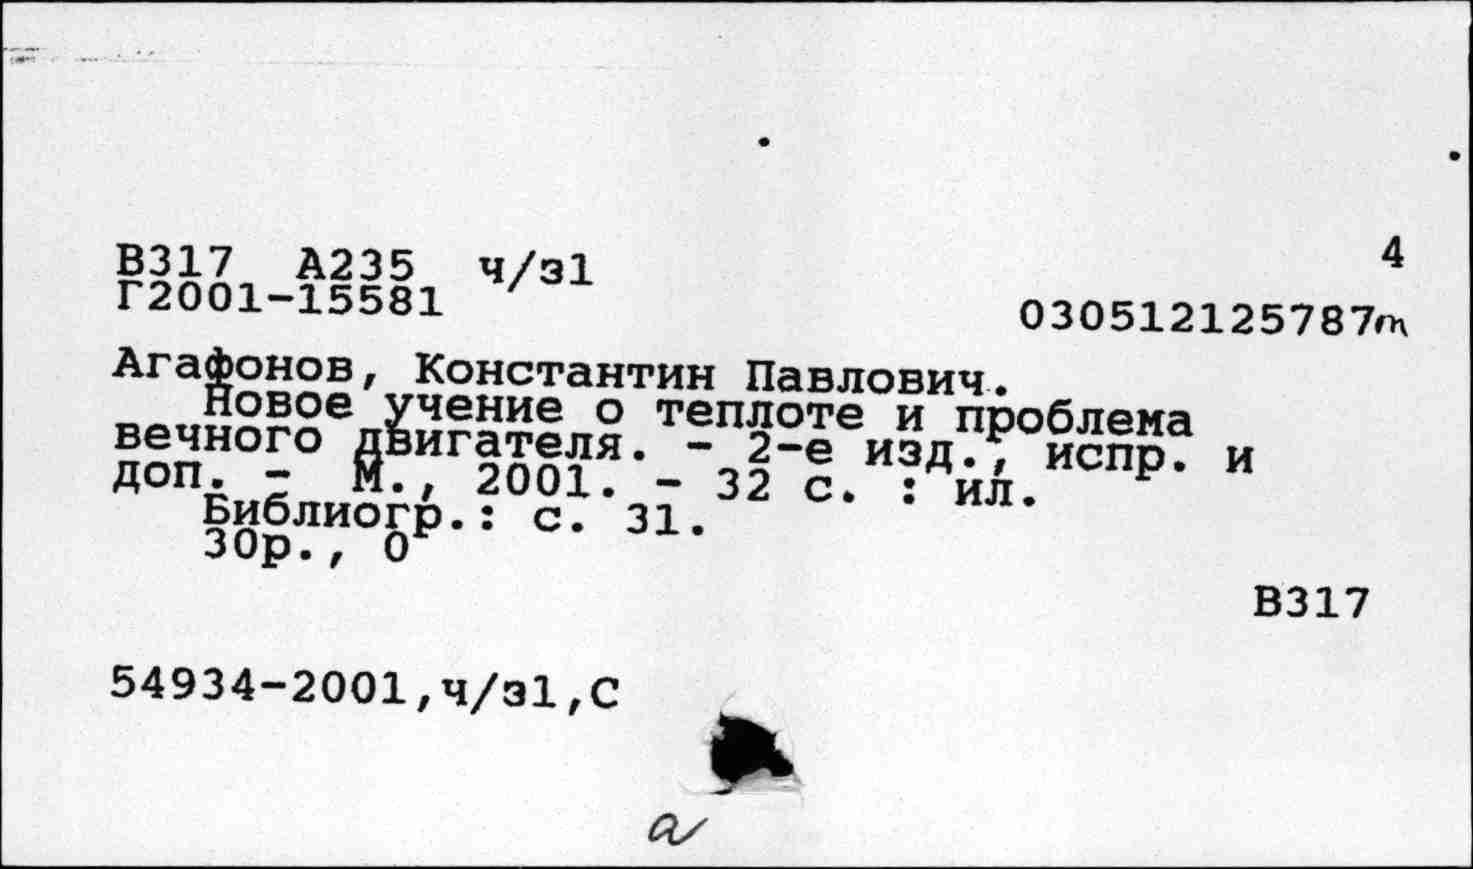 В317 А235 ч/з1
4
Г2001-15581
030512125787m
Агафонов, Константин Павлович.
Новое учение о теплоте и проблема
вечного двигателя. - 2-е изд., испр. и
доп. - М., 2001. - 32 с. : ил.
Библиогр.: с. 31.
30р., 0
В317
54934-2001,ч/з1,С